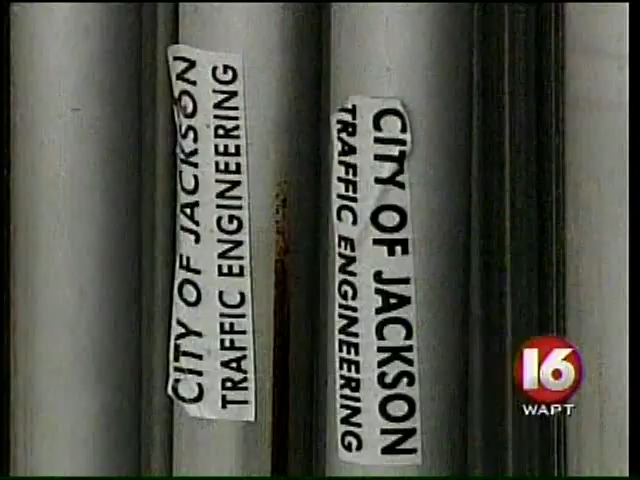 CITY OF JACKSON
TRAFFIC ENGINEERING
CITY OF JACKSON
TRAFFIC ENGINEERING
16
WAPT